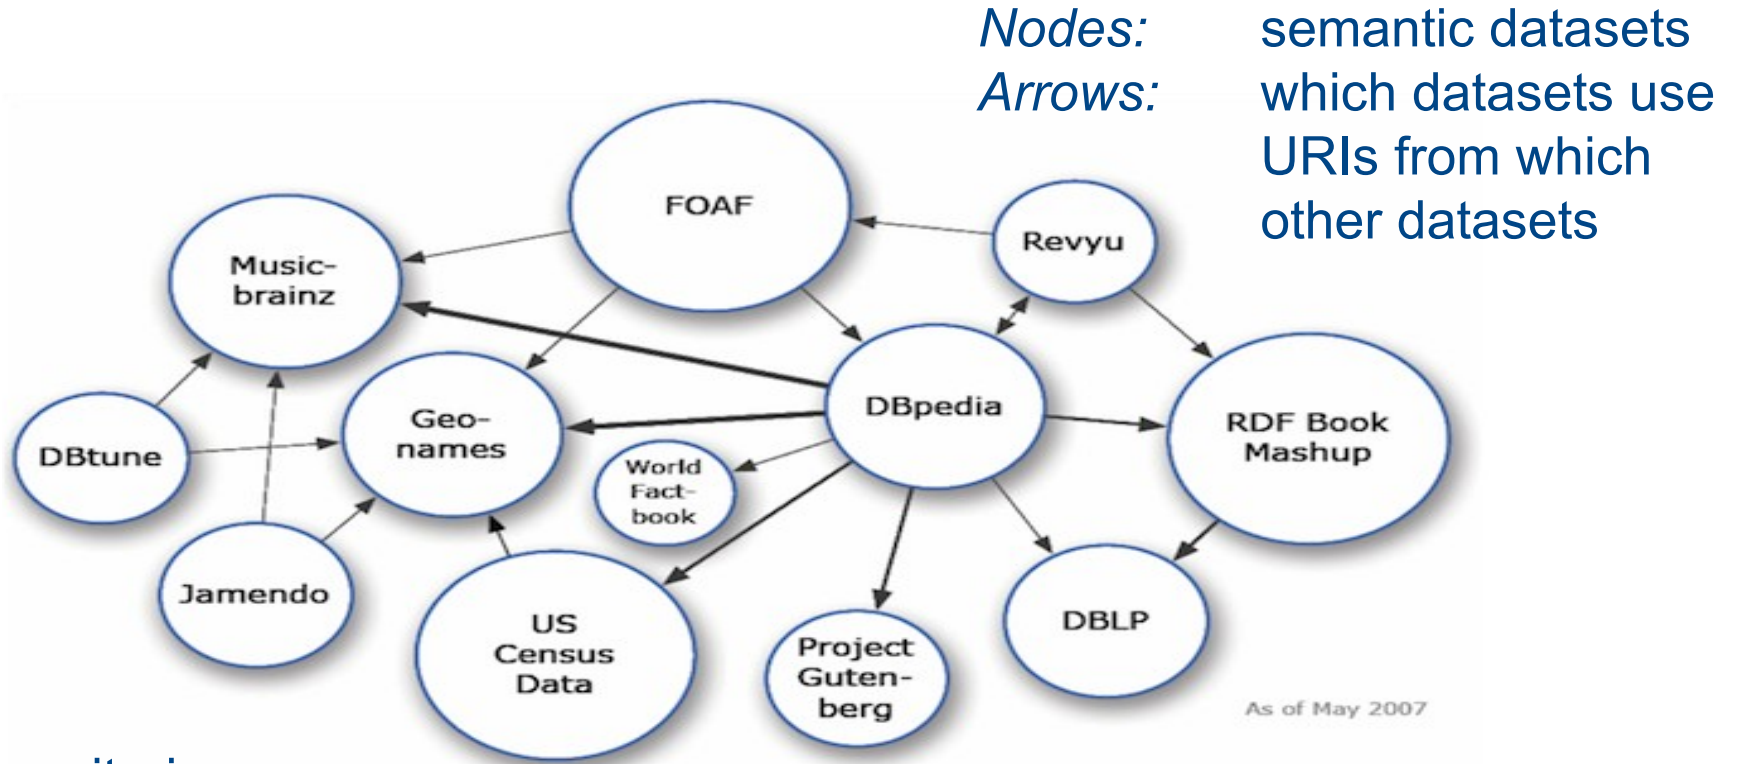 Nodes: semantic datasets
Arrows: which datasets use
URIs from which
other datasets
FOAF
Revyu
Music-
brainz
DBpedia
Geo-
names
RDF Book
Mashup
DBtune
World
Fact-
book
Jamendo
US
Census
Data
Project
Guten-
berg
DBLP
As of May 2007